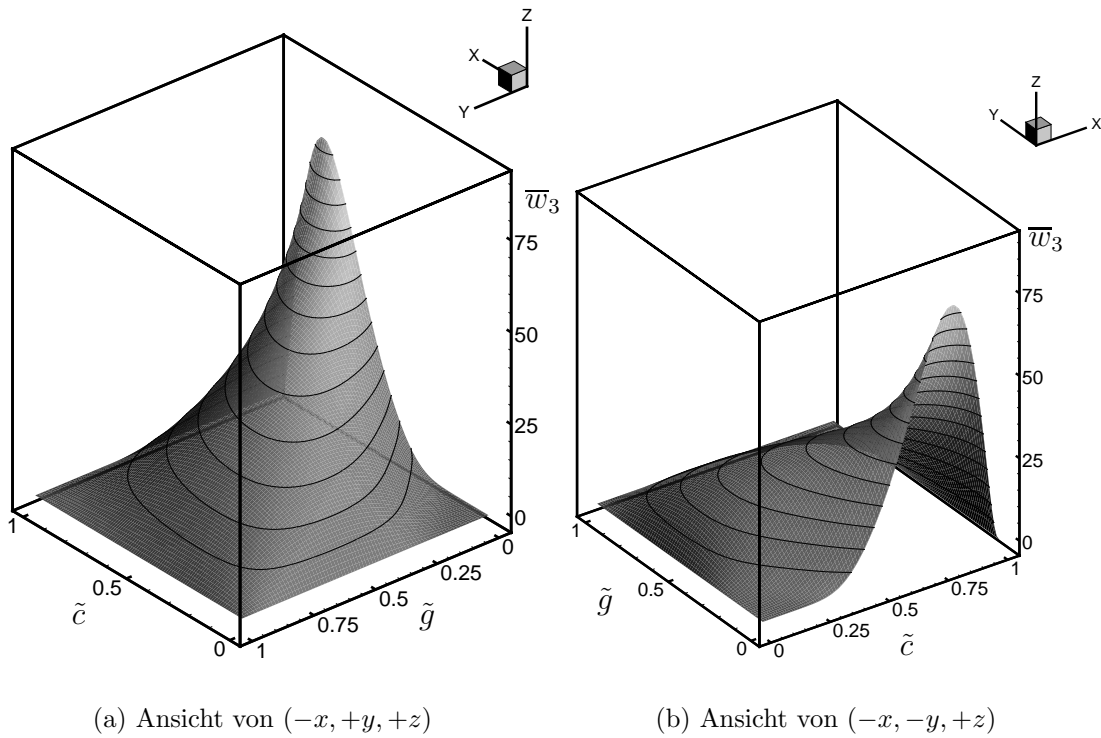 Z
X
Y
w̅₃
75
50
25
0
1
0.5
0
c̃
1
0.75
0.5
0.25
0
g̃
(a) Ansicht von (−x, +y, +z)
Z
Y
X
w̅₃
75
50
25
0
1
0.5
0
g̃
0
0.25
0.5
0.75
1
c̃
(b) Ansicht von (−x, −y, +z)